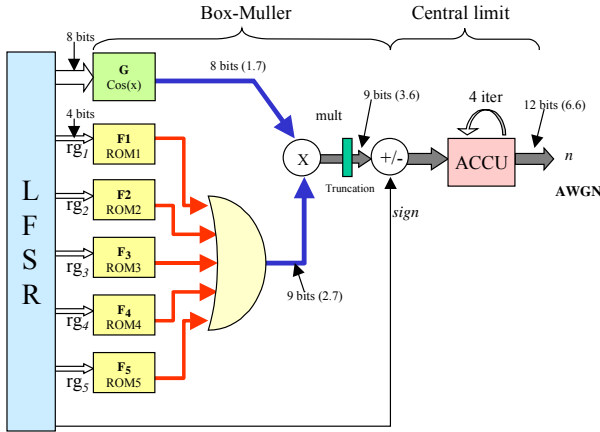 Box-Muller
Central limit
8 bits
G
Cos(x)
8 bits (1.7)
9 bits (3.6)
4 iter
12 bits (6.6)
mult
4 bits
rg1
F1
ROM1
X
Truncation
+/-
ACCU
n
AWGN
LFSR
rg2
F2
ROM2
sign
rg3
F3
ROM3
9 bits (2.7)
rg4
F4
ROM4
rg5
F5
ROM5